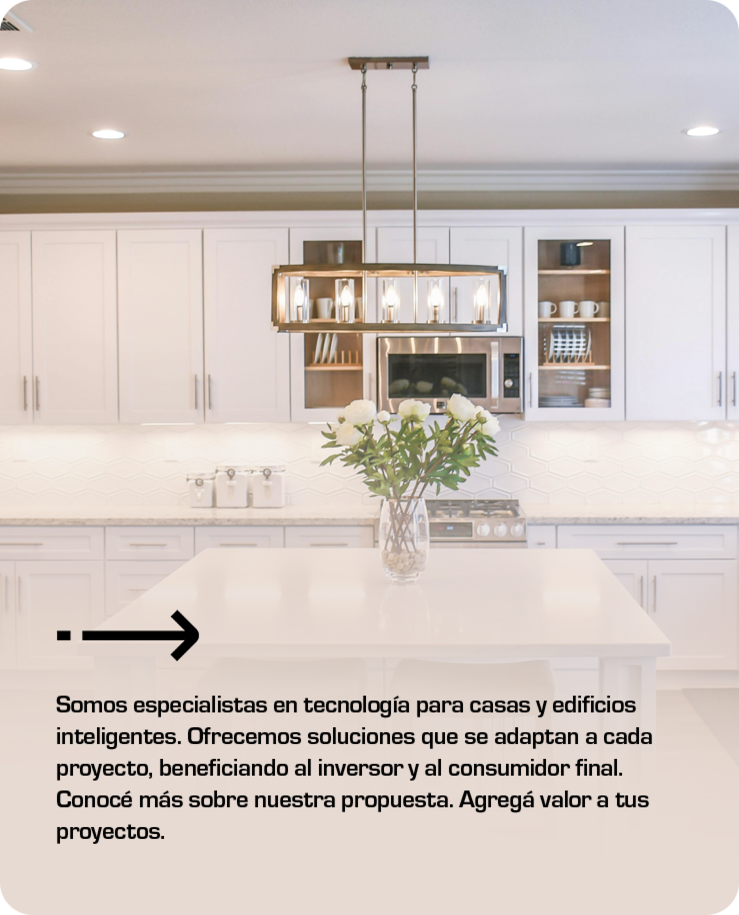 Somos especialistas en tecnología para casas y edificios
inteligentes. Ofrecemos soluciones que se adaptan a cada
proyecto, beneficiando al inversor y al consumidor final.
Conocé más sobre nuestra propuesta. Agregá valor a tus
proyectos.